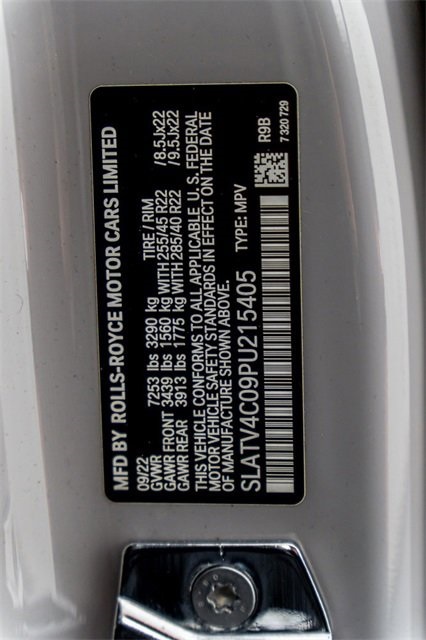 MFD BY ROLLS-ROYCE MOTOR CARS LIMITED
09/22 TIRE / RIM
GVWR 7253 lbs 3290 kg
GAWR FRONT 3439 lbs 1560 kg WITH 255/45 R22 /8.5Jx22
GAWR REAR 3913 lbs 1775 kg WITH 285/40 R22 /9.5Jx22
THIS VEHICLE CONFORMS TO ALL APPLICABLE U.S. FEDERAL
MOTOR VEHICLE SAFETY STANDARDS IN EFFECT ON THE DATE
OF MANUFACTURE SHOWN ABOVE.
SLATV4C09PU215405 TYPE: MPV
R9B
7 320 729